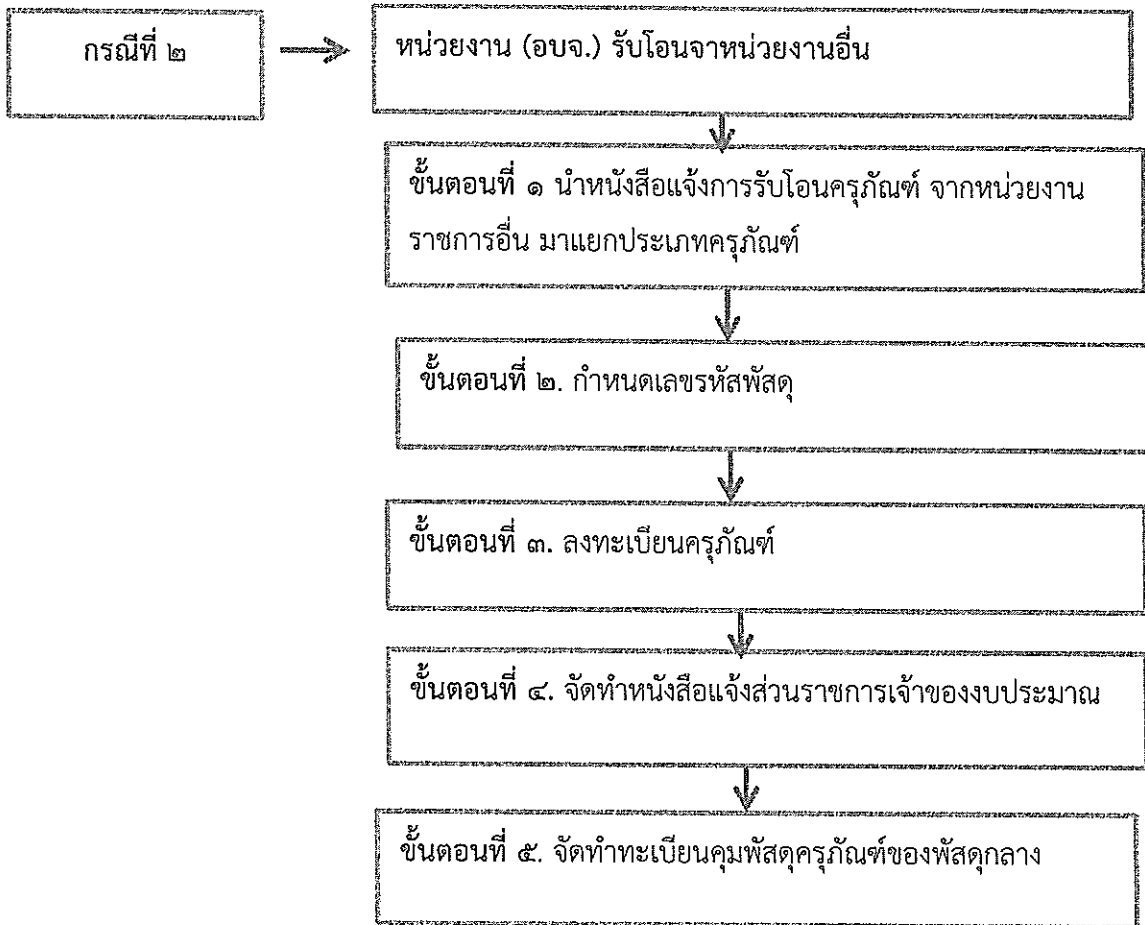 กรณีที่ ๒
หน่วยงาน (อบจ.) รับโอนจาหน่วยงานอื่น
ขั้นตอนที่ ๑ นำหนังสือแจ้งการรับโอนครุภัณฑ์ จากหน่วยงาน
ราชการอื่น มาแยกประเภทครุภัณฑ์
ขั้นตอนที่ ๒. กำหนดเลขรหัสพัสดุ
ขั้นตอนที่ ๓. ลงทะเบียนครุภัณฑ์
ขั้นตอนที่ ๔. จัดทำหนังสือแจ้งส่วนราชการเจ้าของงบประมาณ
ขั้นตอนที่ ๕. จัดทำทะเบียนคุมพัสดุครุภัณฑ์ของพัสดุกลาง